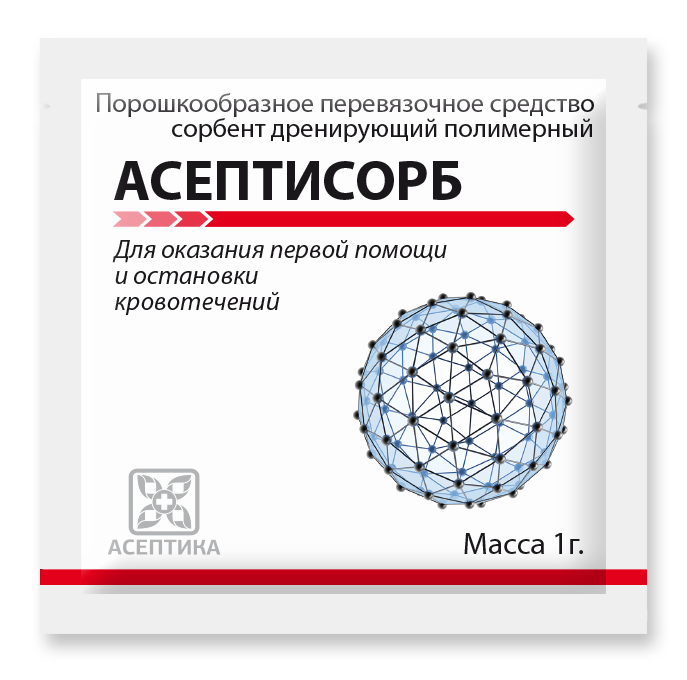 Порошкообразное перевязочное средство
сорбент дренирующий полимерный
АСЕПТИСОРБ
Для оказания первой помощи
и остановки
кровотечений
АСЕПТИКА
Масса 1г.